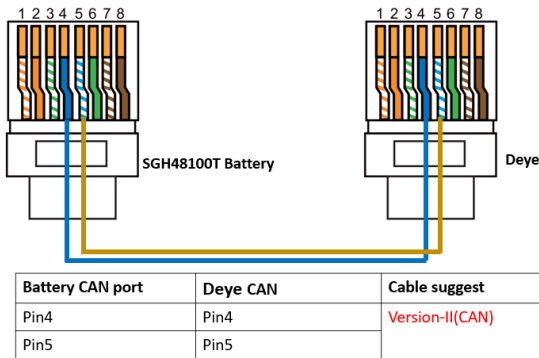 1 2 3 4 5 6 7 8
1 2 3 4 5 6 7 8
SGH48100T Battery
Deye
Battery CAN port Deye CAN Cable suggest
Pin4 Pin4 Version-II(CAN)
Pin5 Pin5